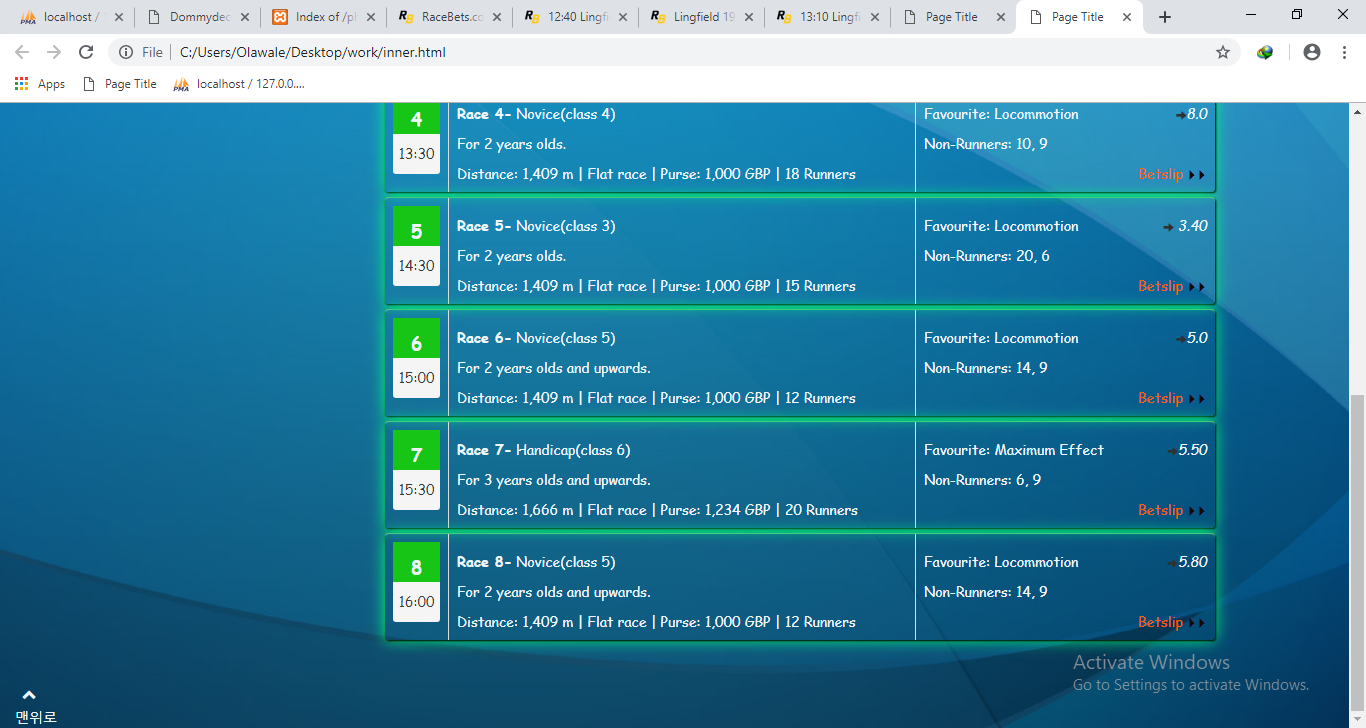 localhost / 
Dommydec
Index of /ph
RaceBets.co
12:40 Lingfi
Lingfield 19
13:10 Lingfi
Page Title
Page Title
File
C:/Users/Olawale/Desktop/work/inner.html
Apps
Page Title
PMA
localhost / 127.0.0....
4
13:30
Race 4- Novice(class 4)
For 2 years olds.
Distance: 1,409 m | Flat race | Purse: 1,000 GBP | 18 Runners
Favourite: Locommotion
8.0
Non-Runners: 10, 9
Betslip
5
14:30
Race 5- Novice(class 3)
For 2 years olds.
Distance: 1,409 m | Flat race | Purse: 1,000 GBP | 15 Runners
Favourite: Locommotion
3.40
Non-Runners: 20, 6
Betslip
6
15:00
Race 6- Novice(class 5)
For 2 years olds and upwards.
Distance: 1,409 m | Flat race | Purse: 1,000 GBP | 12 Runners
Favourite: Locommotion
5.0
Non-Runners: 14, 9
Betslip
7
15:30
Race 7- Handicap(class 6)
For 3 years olds and upwards.
Distance: 1,666 m | Flat race | Purse: 1,234 GBP | 20 Runners
Favourite: Maximum Effect
5.50
Non-Runners: 6, 9
Betslip
8
16:00
Race 8- Novice(class 5)
For 2 years olds and upwards.
Distance: 1,409 m | Flat race | Purse: 1,000 GBP | 12 Runners
Favourite: Locommotion
5.80
Non-Runners: 14, 9
Betslip
Activate Windows
Go to Settings to activate Windows.
맨위로